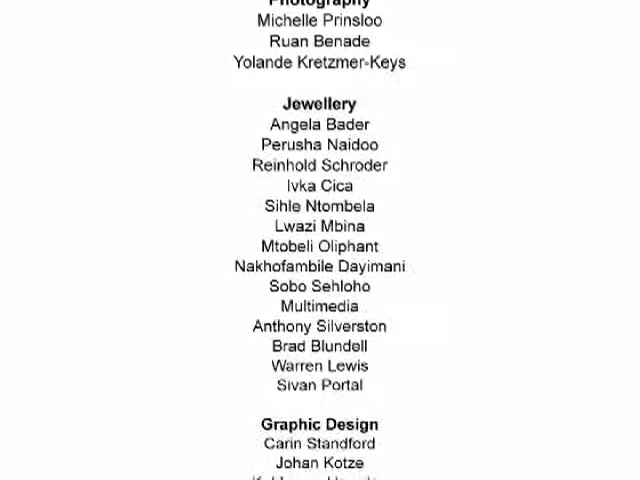 Photography
Michelle Prinsloo
Ruan Benade
Yolande Kretzmer-Keys
Jewellery
Angela Bader
Perusha Naidoo
Reinhold Schroder
Ivka Cica
Sihle Ntombela
Lwazi Mbina
Mtobeli Oliphant
Nakhofambile Dayimani
Sobo Sehloho
Multimedia
Anthony Silverston
Brad Blundell
Warren Lewis
Sivan Portal
Graphic Design
Carin Standford
Johan Kotze